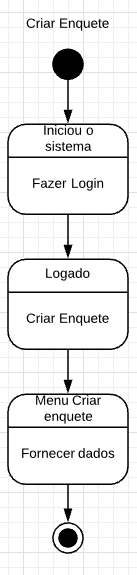 Criar Enquete
Iniciou o
sistema
Fazer Login
Logado
Criar Enquete
Menu Criar
enquete
Fornecer dados